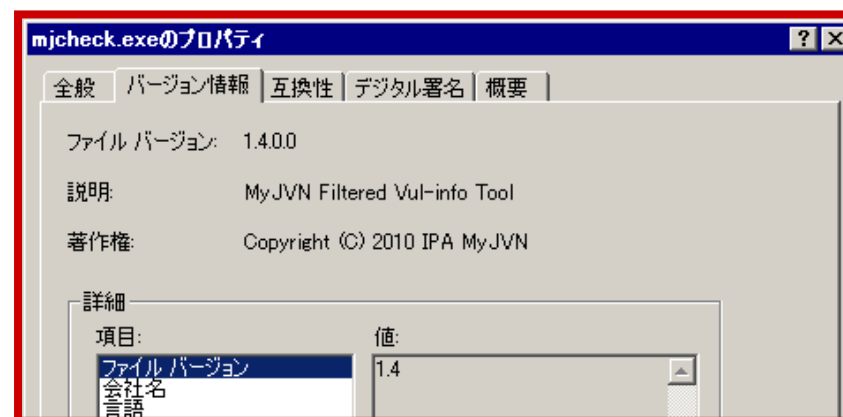 mjcheck.exeのプロパティ
全般 バージョン情報 互換性 デジタル署名 概要
ファイル バージョン: 1.4.0.0
説明: MyJVN Filtered Vul-info Tool
著作権: Copyright (C) 2010 IPA MyJVN
詳細
項目: 値:
ファイル バージョン 1.4
会社名
言語